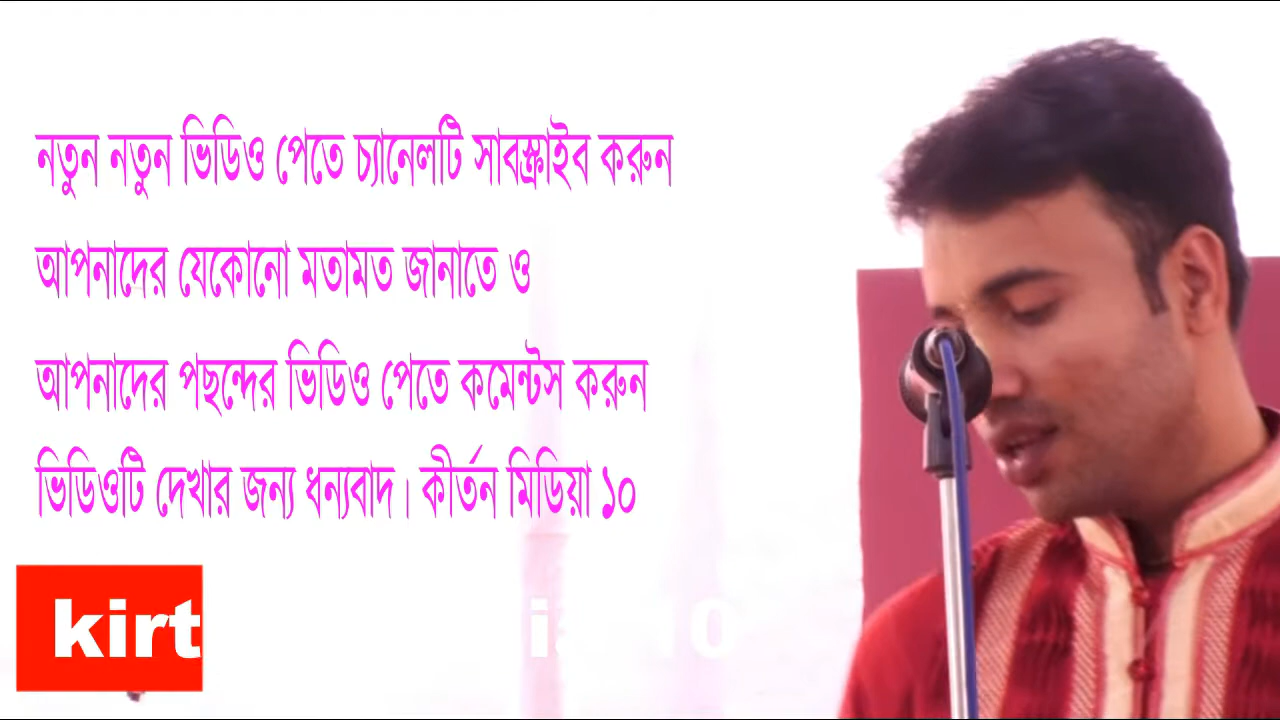 নতুন নতুন ভিডিও পেতে চ্যানেলটি সাবস্ক্রাইব করুন
আপনাদের যেকোনো মতামত জানাতে ও
আপনাদের পছন্দের ভিডিও পেতে কমেন্টস করুন
ভিডিওটি দেখার জন্য ধন্যবাদ। কীর্তন মিডিয়া ১০
kirt